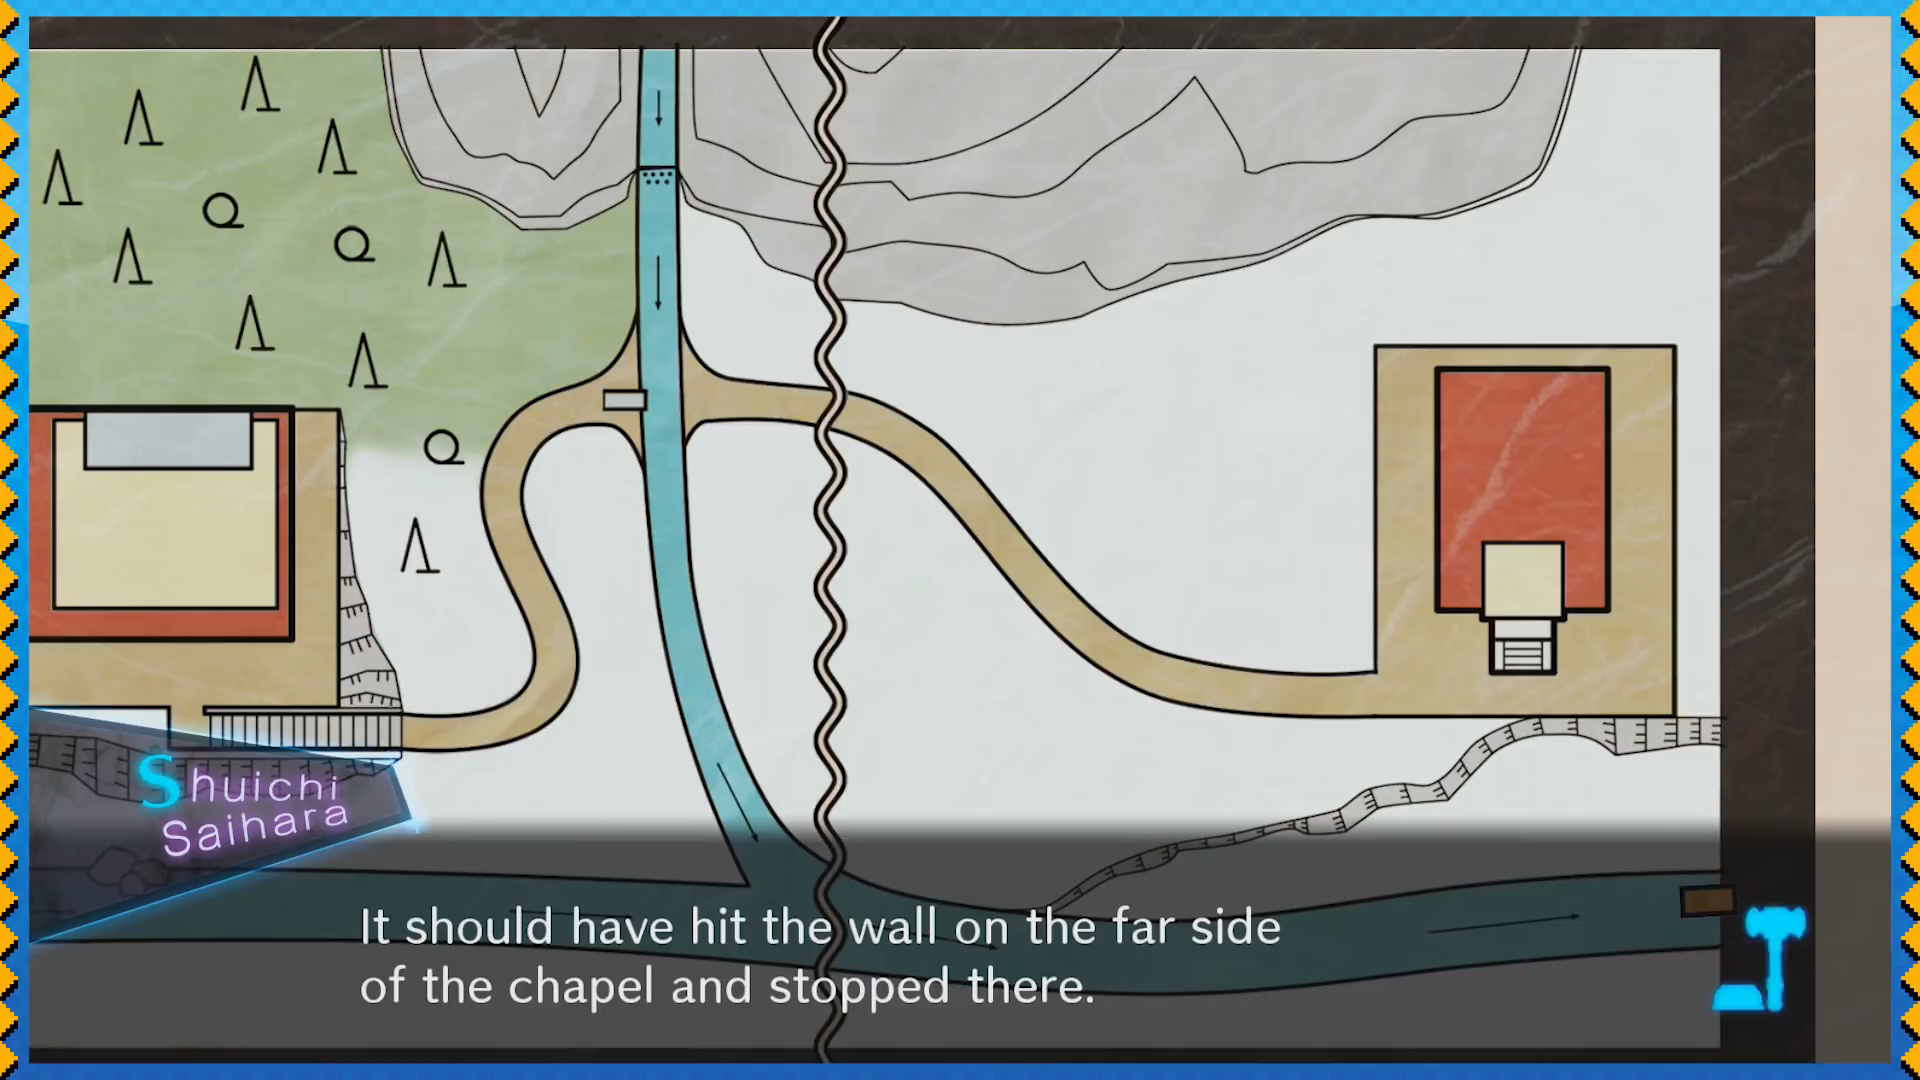 Shuichi
Saihara
It should have hit the wall on the far side
of the chapel and stopped there.